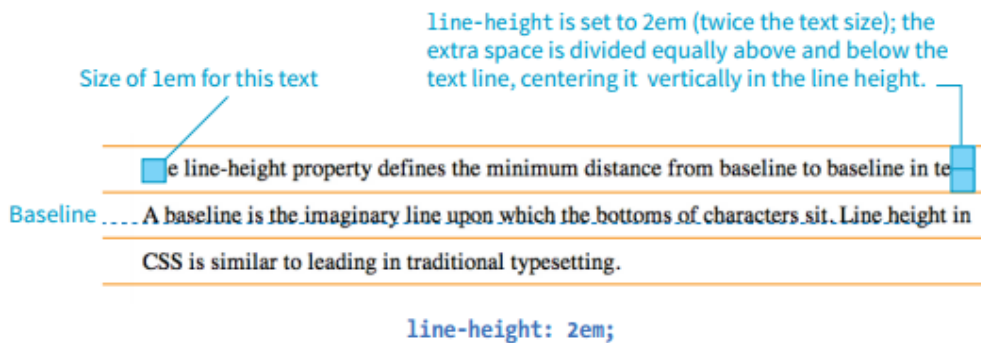 line-height is set to 2em (twice the text size); the
extra space is divided equally above and below the
text line, centering it vertically in the line height.
Size of 1em for this text
e line-height property defines the minimum distance from baseline to baseline in te
Baseline
A baseline is the imaginary line upon which the bottoms of characters sit. Line height in
CSS is similar to leading in traditional typesetting.
line-height: 2em;